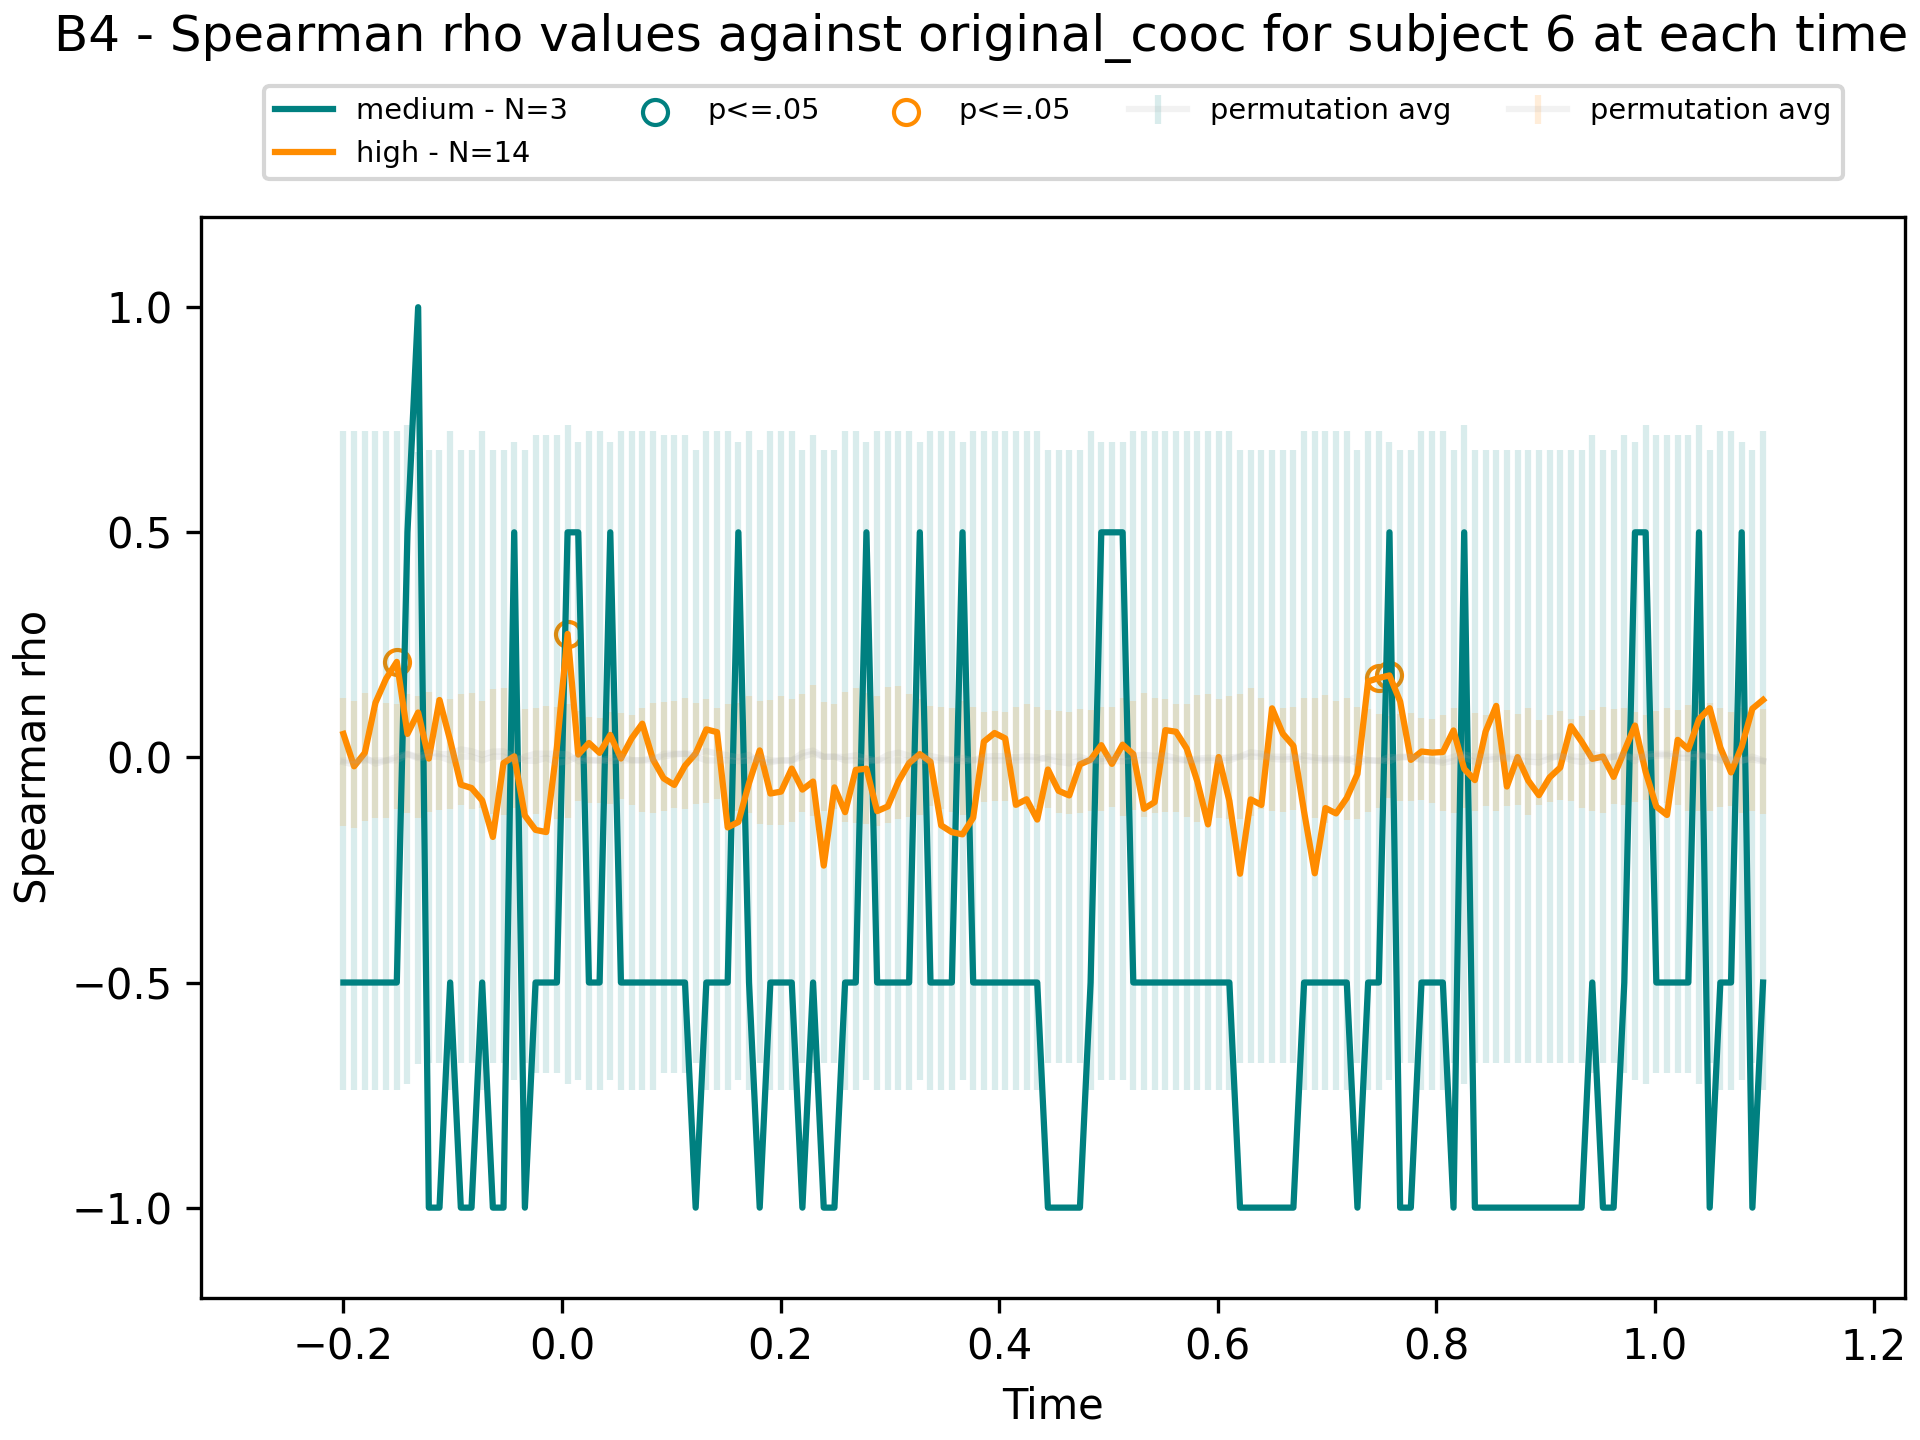 B4 - Spearman rho values against original_cooc for subject 6 at each time
medium - N=3
high - N=14
p<=.05
p<=.05
permutation avg
permutation avg
1.0
0.5
0.0
−0.5
−1.0
Spearman rho
−0.2
0.0
0.2
0.4
0.6
0.8
1.0
1.2
Time